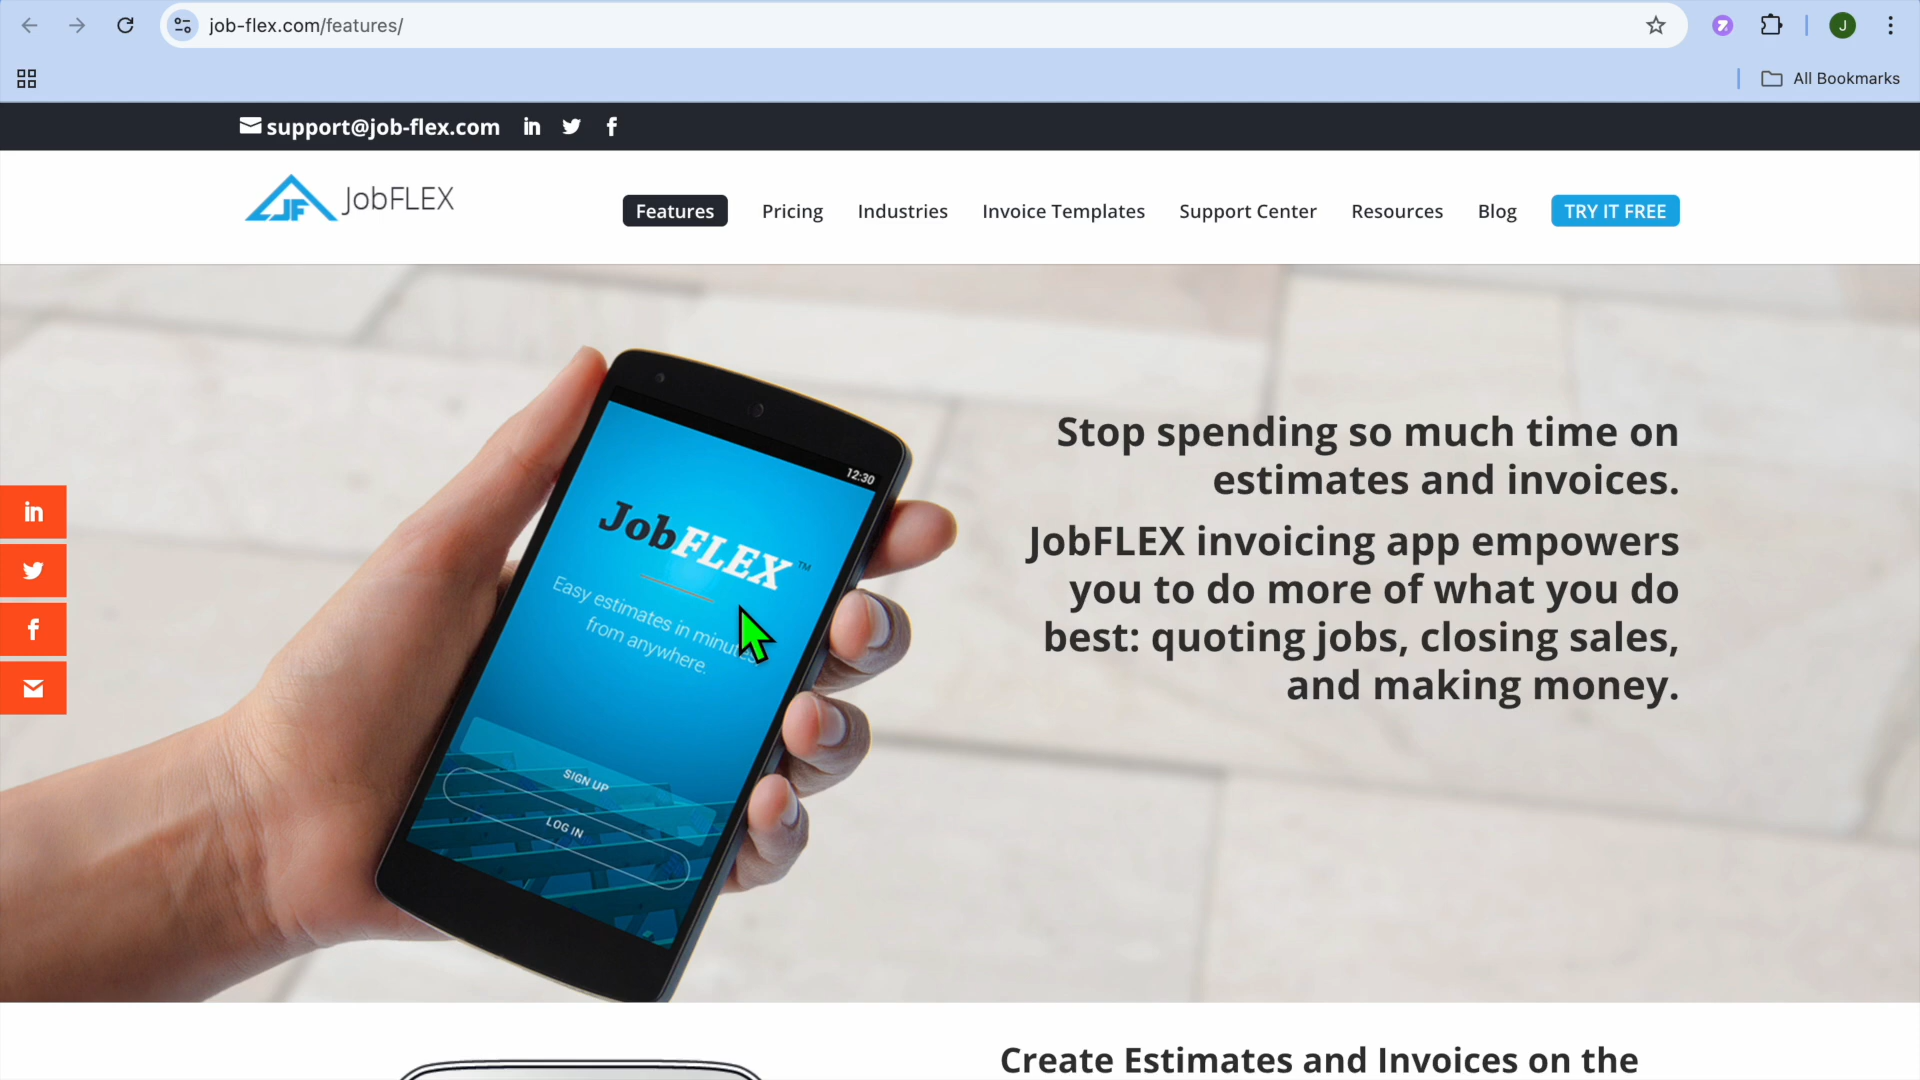 job-flex.com/features/
J
All Bookmarks
support@job-flex.com
JF JobFLEX
Features
Pricing
Industries
Invoice Templates
Support Center
Resources
Blog
TRY IT FREE
12:30
JobFLEX™
Easy estimates in minutes
from anywhere.
SIGN UP
LOG IN
Stop spending so much time on
estimates and invoices.
JobFLEX invoicing app empowers
you to do more of what you do
best: quoting jobs, closing sales,
and making money.
Create Estimates and Invoices on the